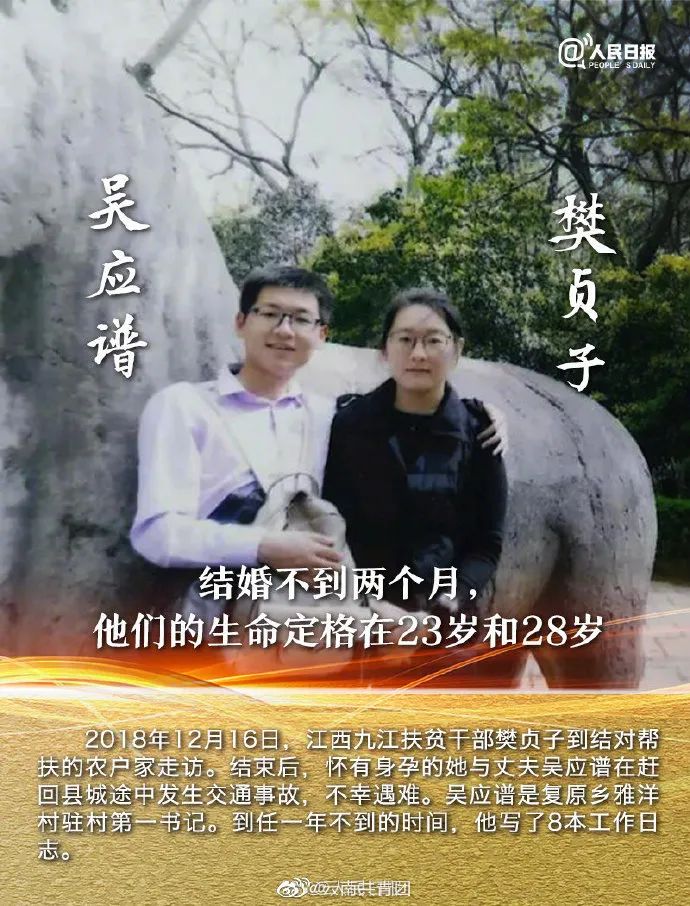 @人民日报
PEOPLE'S DAILY
吴应谱
樊贞子
结婚不到两个月，
他们的生命定格在23岁和28岁
2018年12月16日，江西九江扶贫干部樊贞子到结对帮
扶的农户家走访。结束后，怀有身孕的她与丈夫吴应谱在赶
回县城途中发生交通事故，不幸遇难。吴应谱是复原乡雅洋
村驻村第一书记。到任一年不到的时间，他写了8本工作日
志。
@云南共青团